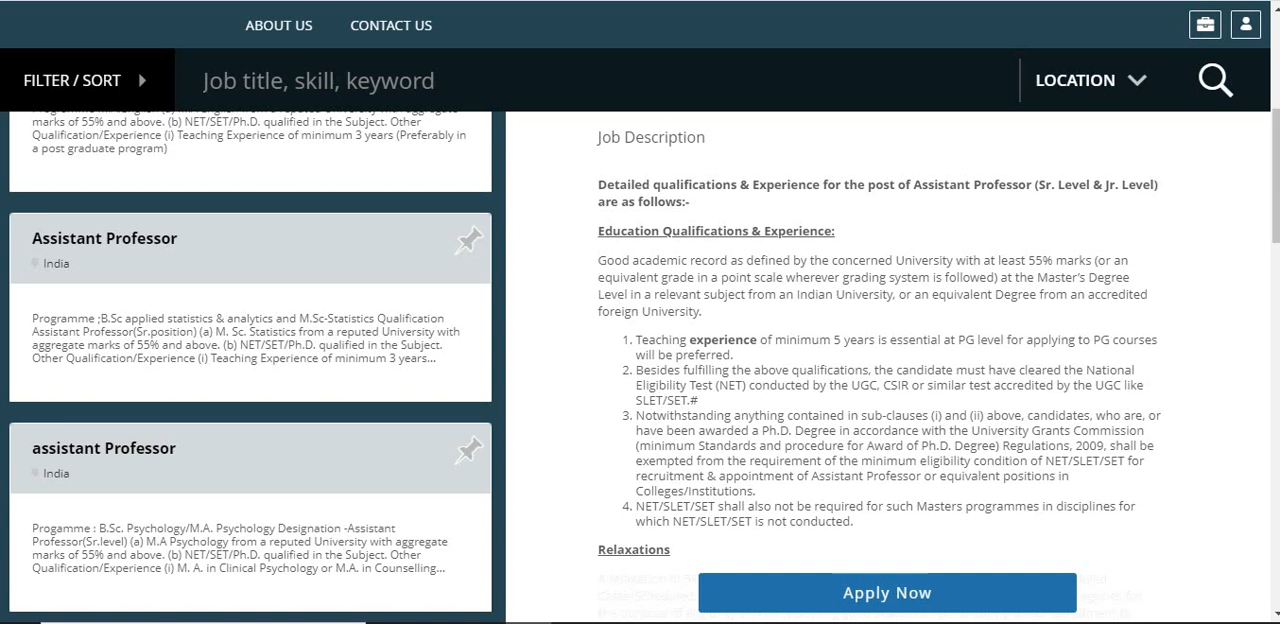 ABOUT US
CONTACT US
FILTER / SORT
Job title, skill, keyword
LOCATION
marks of 55% and above. (b) NET/SET/Ph.D. qualified in the Subject. Other
Qualification/Experience (i) Teaching Experience of minimum 3 years (Preferably in
a post graduate program)
Assistant Professor
India
Programme ;B.Sc applied statistics & analytics and M.Sc-Statistics Qualification
Assistant Professor(Sr.position) (a) M. Sc. Statistics from a reputed University with
aggregate marks of 55% and above. (b) NET/SET/Ph.D. qualified in the Subject.
Other Qualification/Experience (i) Teaching Experience of minimum 3 years...
assistant Professor
India
Progamme : B.Sc. Psychology/M.A. Psychology Designation -Assistant
Professor(Sr.level) (a) M.A Psychology from a reputed University with aggregate
marks of 55% and above. (b) NET/SET/Ph.D. qualified in the Subject. Other
Qualification/Experience (i) M. A. in Clinical Psychology or M.A. in Counselling...
Job Description
Detailed qualifications & Experience for the post of Assistant Professor (Sr. Level & Jr. Level)
are as follows:-
Education Qualifications & Experience:
Good academic record as defined by the concerned University with at least 55% marks (or an
equivalent grade in a point scale wherever grading system is followed) at the Master's Degree
Level in a relevant subject from an Indian University, or an equivalent Degree from an accredited
foreign University.
1. Teaching experience of minimum 5 years is essential at PG level for applying to PG courses
will be preferred.
2. Besides fulfilling the above qualifications, the candidate must have cleared the National
Eligibility Test (NET) conducted by the UGC, CSIR or similar test accredited by the UGC like
SLET/SET.#
3. Notwithstanding anything contained in sub-clauses (i) and (ii) above, candidates, who are, or
have been awarded a Ph.D. Degree in accordance with the University Grants Commission
(minimum Standards and procedure for Award of Ph.D. Degree) Regulations, 2009, shall be
exempted from the requirement of the minimum eligibility condition of NET/SLET/SET for
recruitment & appointment of Assistant Professor or equivalent positions in
Colleges/Institutions.
4. NET/SLET/SET shall also not be required for such Masters programmes in disciplines for
which NET/SLET/SET is not conducted.
Relaxations
Apply Now